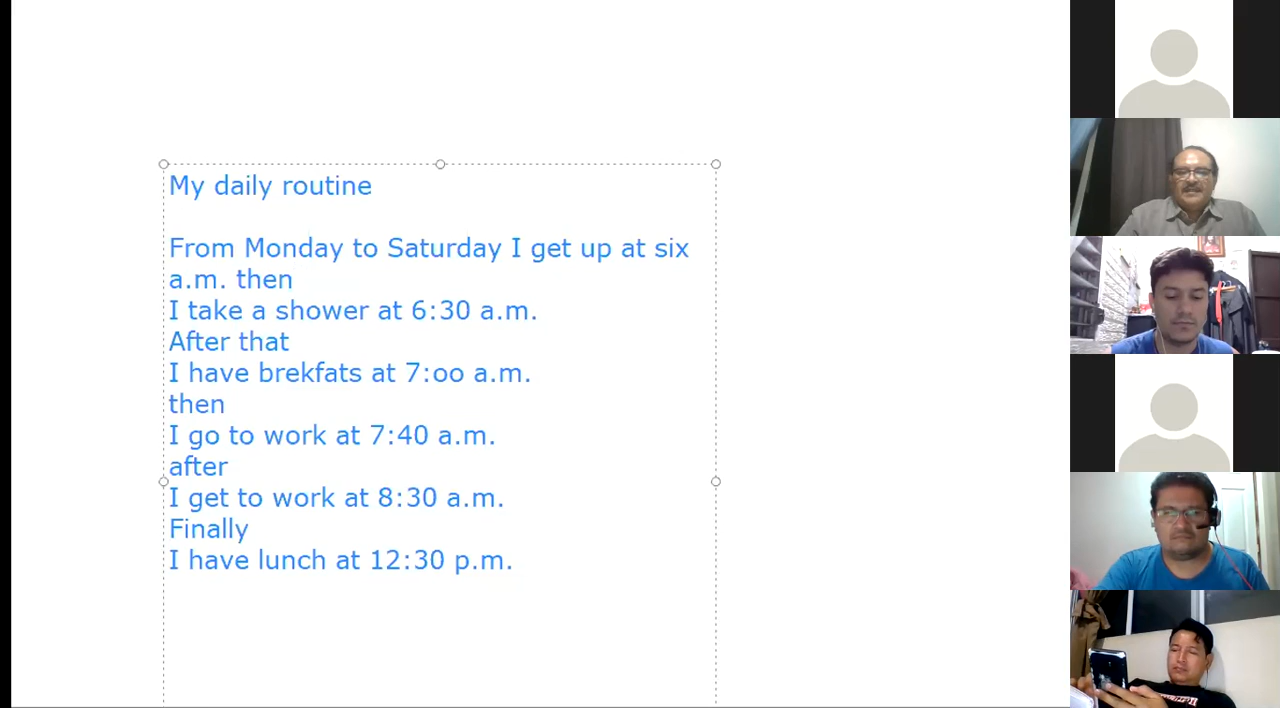 My daily routine
From Monday to Saturday I get up at six
a.m. then
I take a shower at 6:30 a.m.
After that
I have brekfats at 7:oo a.m.
then
I go to work at 7:40 a.m.
after
I get to work at 8:30 a.m.
Finally
I have lunch at 12:30 p.m.